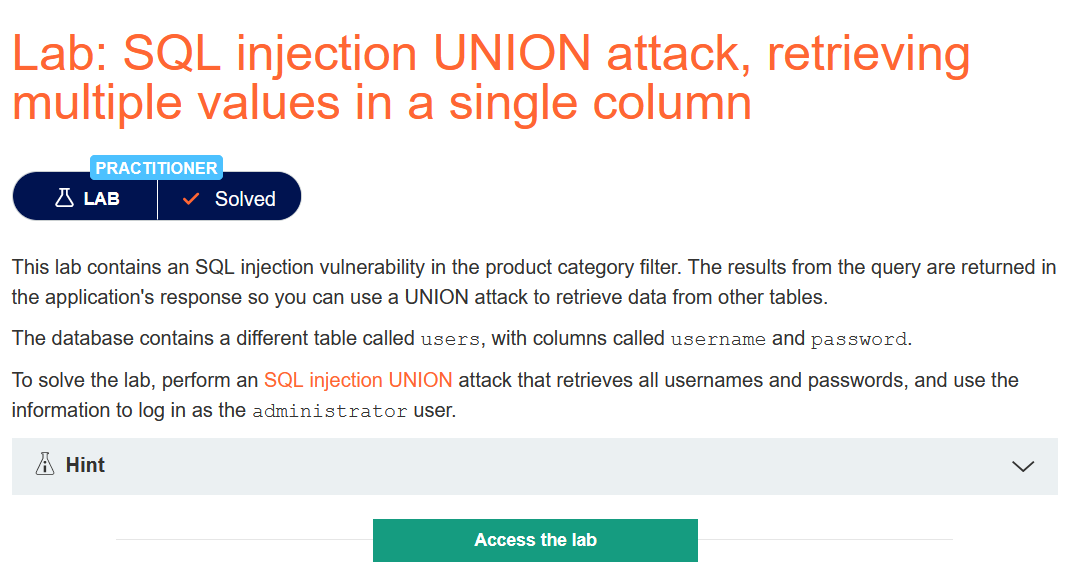 Lab: SQL injection UNION attack, retrieving
multiple values in a single column
PRACTITIONER
LAB
Solved
This lab contains an SQL injection vulnerability in the product category filter. The results from the query are returned in
the application's response so you can use a UNION attack to retrieve data from other tables.
The database contains a different table called users, with columns called username and password.
To solve the lab, perform an SQL injection UNION attack that retrieves all usernames and passwords, and use the
information to log in as the administrator user.
Hint
Access the lab